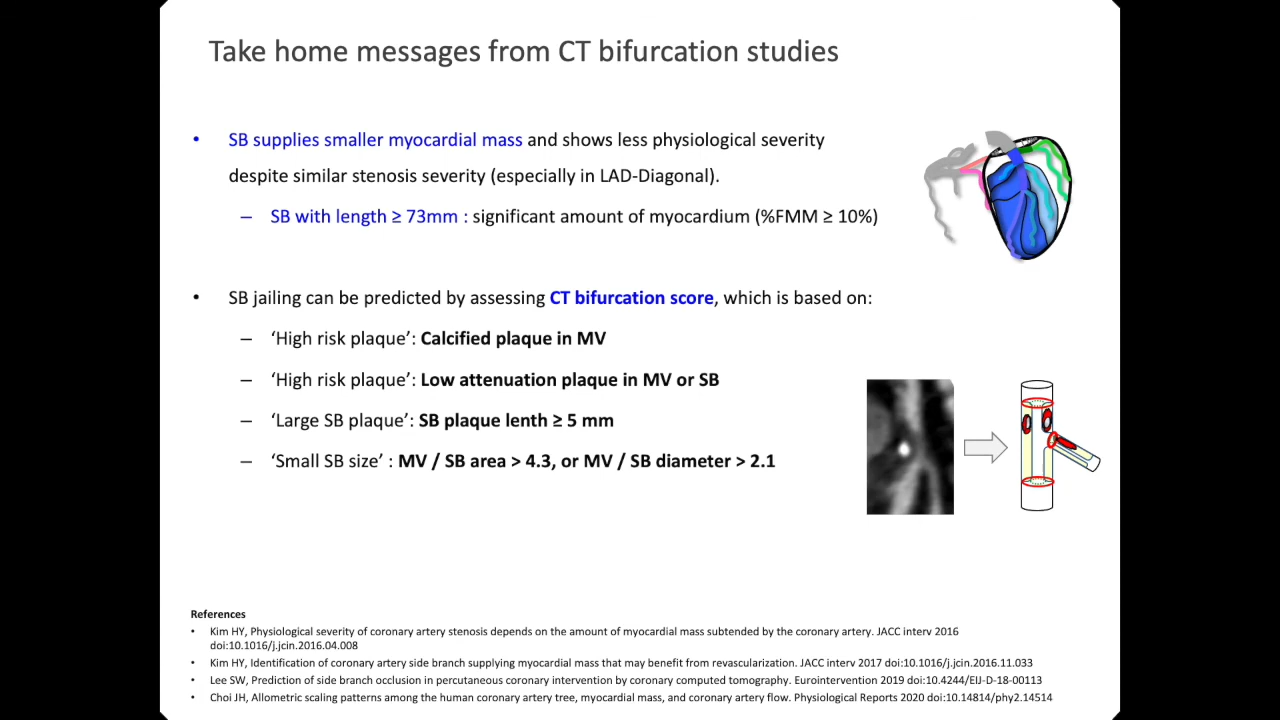 Take home messages from CT bifurcation studies
• SB supplies smaller myocardial mass and shows less physiological severity
despite similar stenosis severity (especially in LAD-Diagonal).
– SB with length ≥ 73mm : significant amount of myocardium (%FMM ≥ 10%)
• SB jailing can be predicted by assessing CT bifurcation score, which is based on:
– ‘High risk plaque’: Calcified plaque in MV
– ‘High risk plaque’: Low attenuation plaque in MV or SB
– ‘Large SB plaque’: SB plaque lenth ≥ 5 mm
– ‘Small SB size’ : MV / SB area > 4.3, or MV / SB diameter > 2.1
References
• Kim HY, Physiological severity of coronary artery stenosis depends on the amount of myocardial mass subtended by the coronary artery. JACC interv 2016
doi:10.1016/j.jcin.2016.04.008
• Kim HY, Identification of coronary artery side branch supplying myocardial mass that may benefit from revascularization. JACC interv 2017 doi:10.1016/j.jcin.2016.11.033
• Lee SW, Prediction of side branch occlusion in percutaneous coronary intervention by coronary computed tomography. Eurointervention 2019 doi:10.4244/EIJ-D-18-00113
• Choi JH, Allometric scaling patterns among the human coronary artery tree, myocardial mass, and coronary artery flow. Physiological Reports 2020 doi:10.14814/phy2.14514